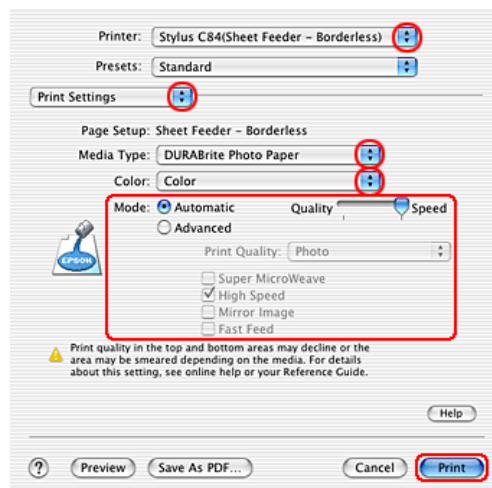 Printer: Stylus C84(Sheet Feeder – Borderless)
Presets: Standard
Print Settings
Page Setup: Sheet Feeder – Borderless
Media Type: DURABrite Photo Paper
Color: Color
Mode: Automatic Quality Speed
Advanced
Print Quality: Photo
EPSON
Super MicroWeave
High Speed
Mirror Image
Fast Feed
Print quality in the top and bottom areas may decline or the
area may be smeared depending on the media. For details
about this setting, see online help or your Reference Guide.
Help
? Preview Save As PDF... Cancel Print